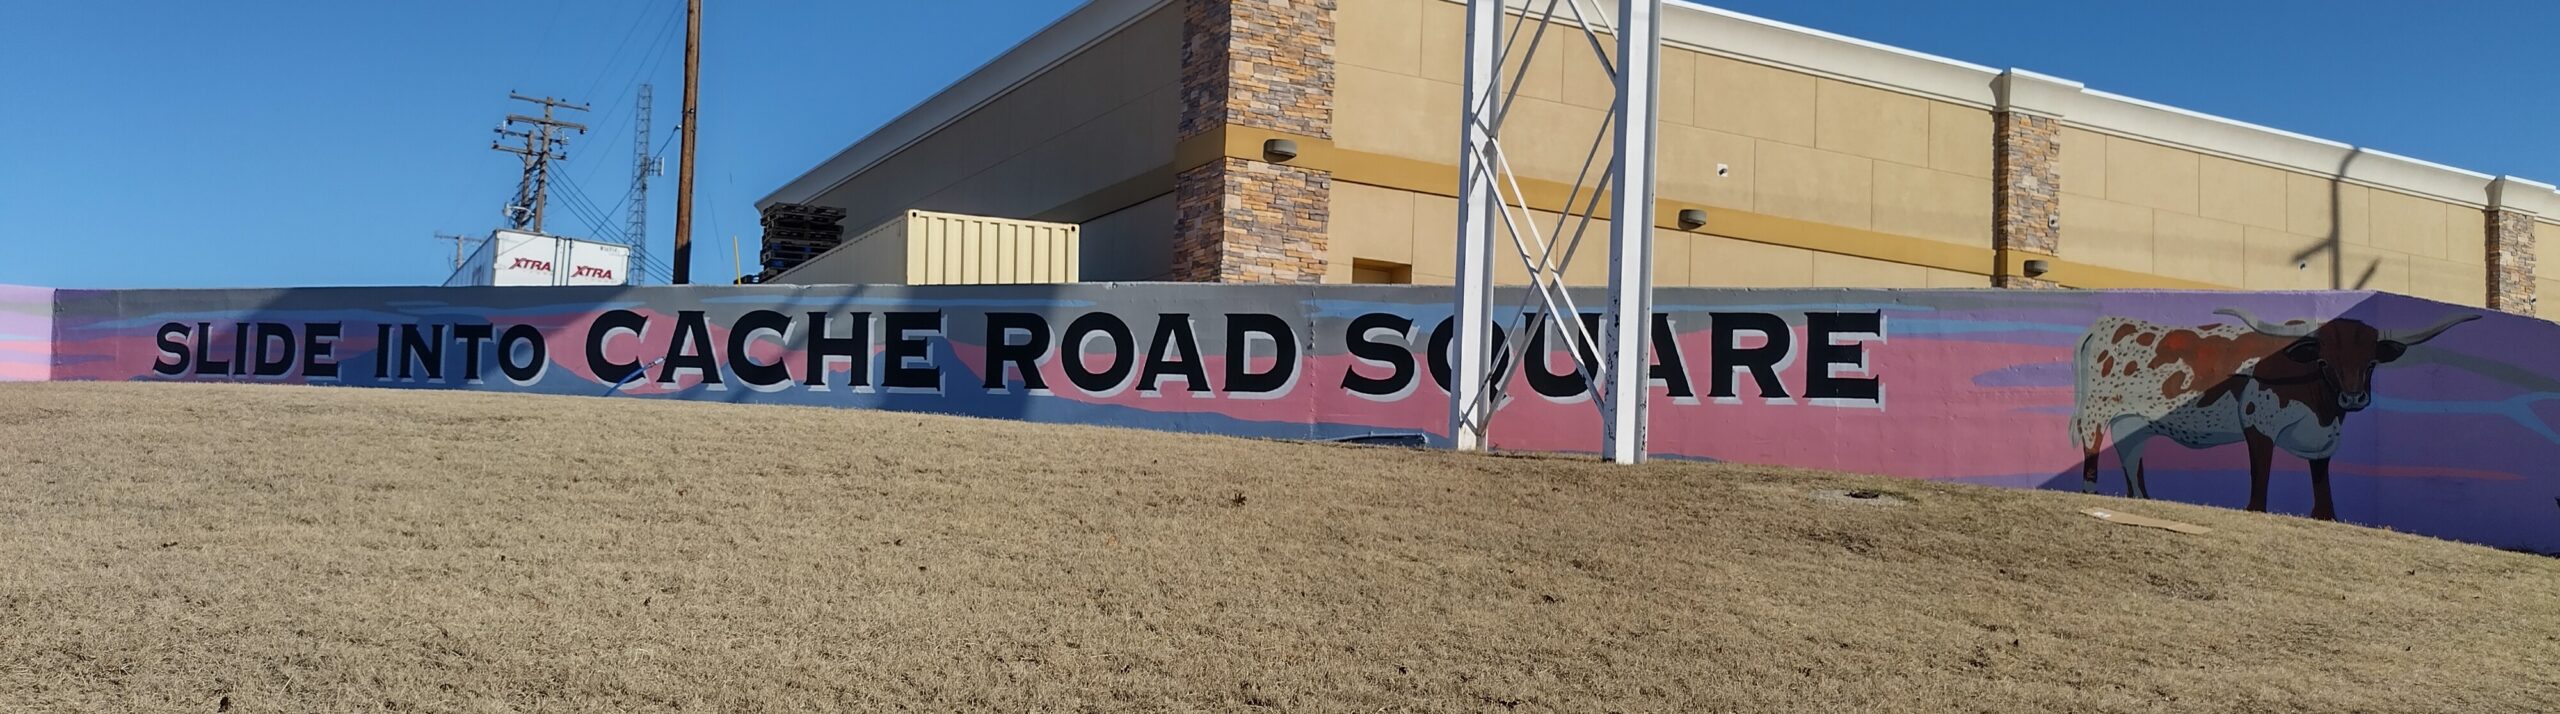 XTRA XTRA
SLIDE INTO CACHE ROAD SQUARE